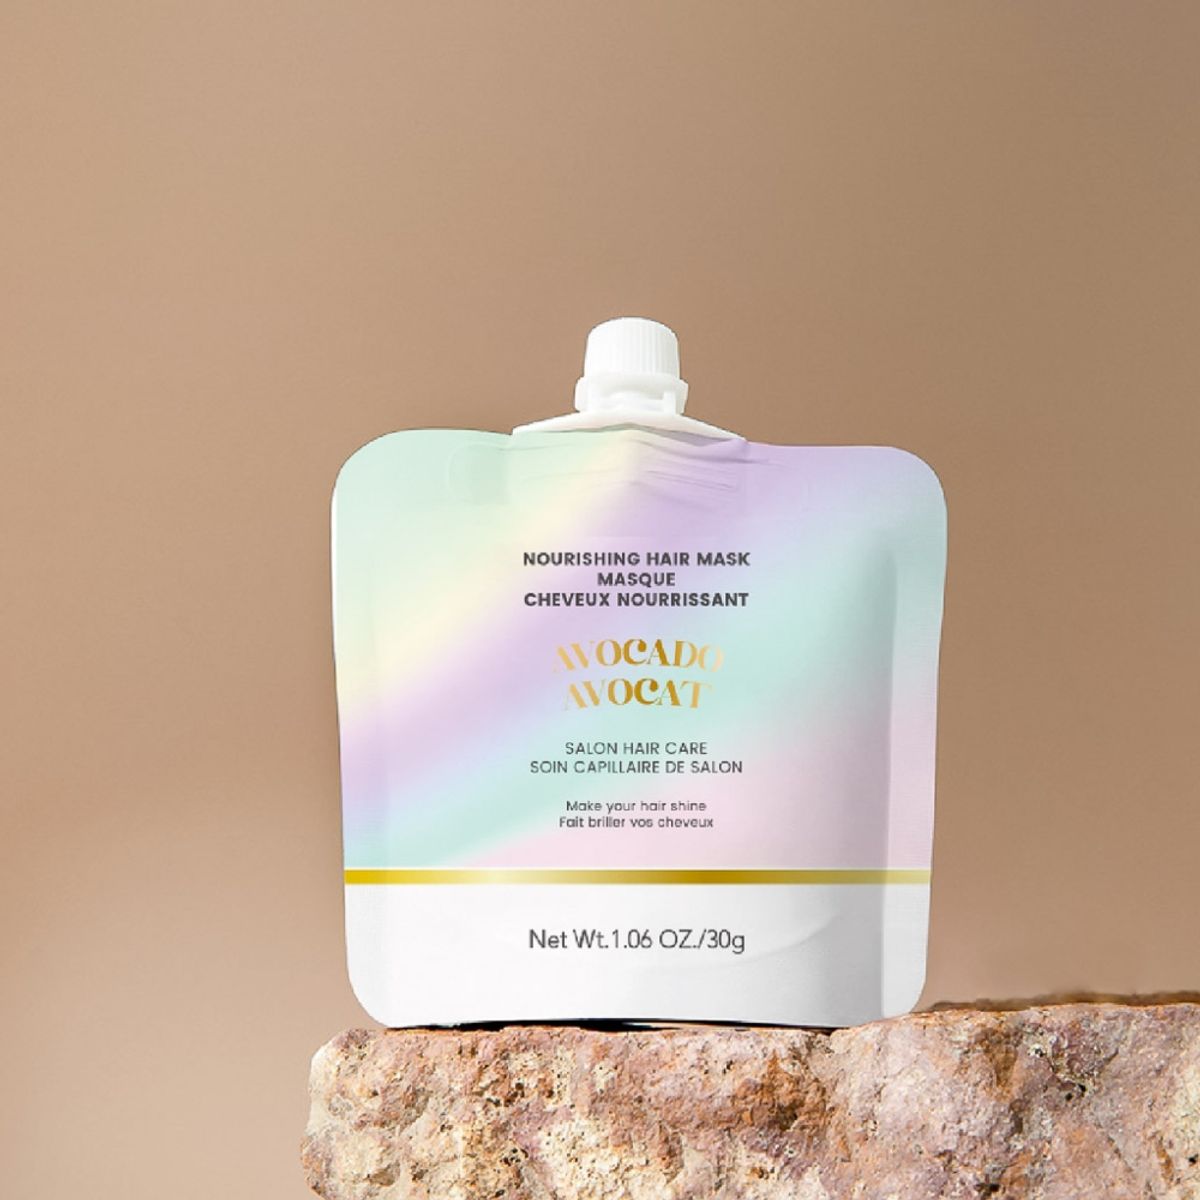 NOURISHING HAIR MASK
MASQUE
CHEVEUX NOURRISSANT
AVOCADO
AVOCAT
SALON HAIR CARE
SOIN CAPILLAIRE DE SALON
Make your hair shine
Fait briller vos cheveux
Net Wt.1.06 OZ./30g